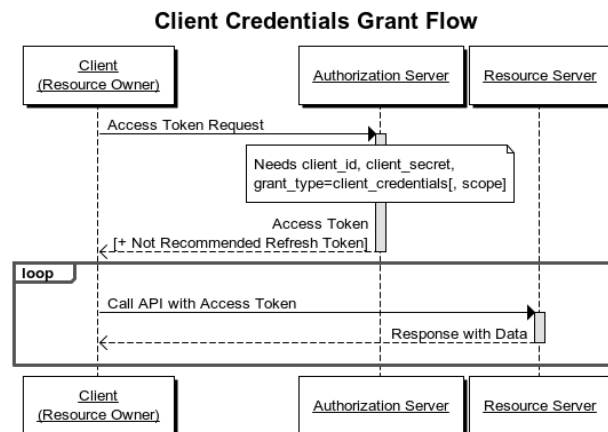 Client Credentials Grant Flow
Client
(Resource Owner)
Authorization Server
Resource Server
Access Token Request
Needs client_id, client_secret,
grant_type=client_credentials[, scope]
Access Token
[+ Not Recommended Refresh Token]
loop
Call API with Access Token
Response with Data
Client
(Resource Owner)
Authorization Server
Resource Server